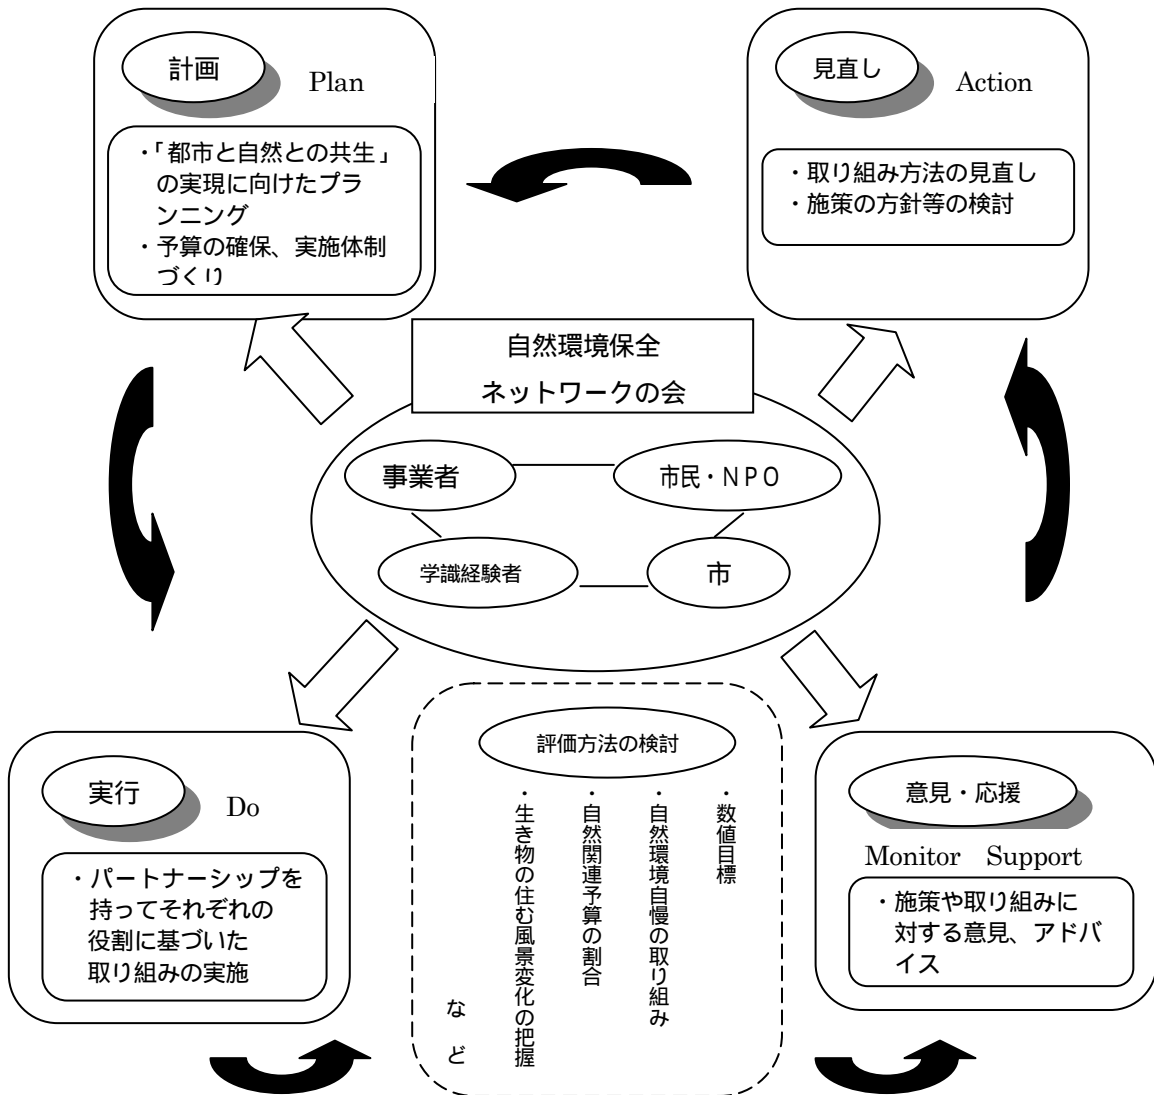 計画
Plan
・「都市と自然との共生」
の実現に向けたプラ
ンニング
・予算の確保、実施体制
づくり
見直し
Action
・取り組み方法の見直し
・施策の方針等の検討
自然環境保全
ネットワークの会
事業者
市民・ＮＰＯ
学識経験者
市
実行
Do
・パートナーシップを
持ってそれぞれの
役割に基づいた
取り組みの実施
評価方法の検討
・数値目標
・自然環境自慢の取り組み
・自然関連予算の割合
・生き物の住む風景変化の把握
など
意見・応援
Monitor Support
・施策や取り組みに
対する意見、アドバ
イス